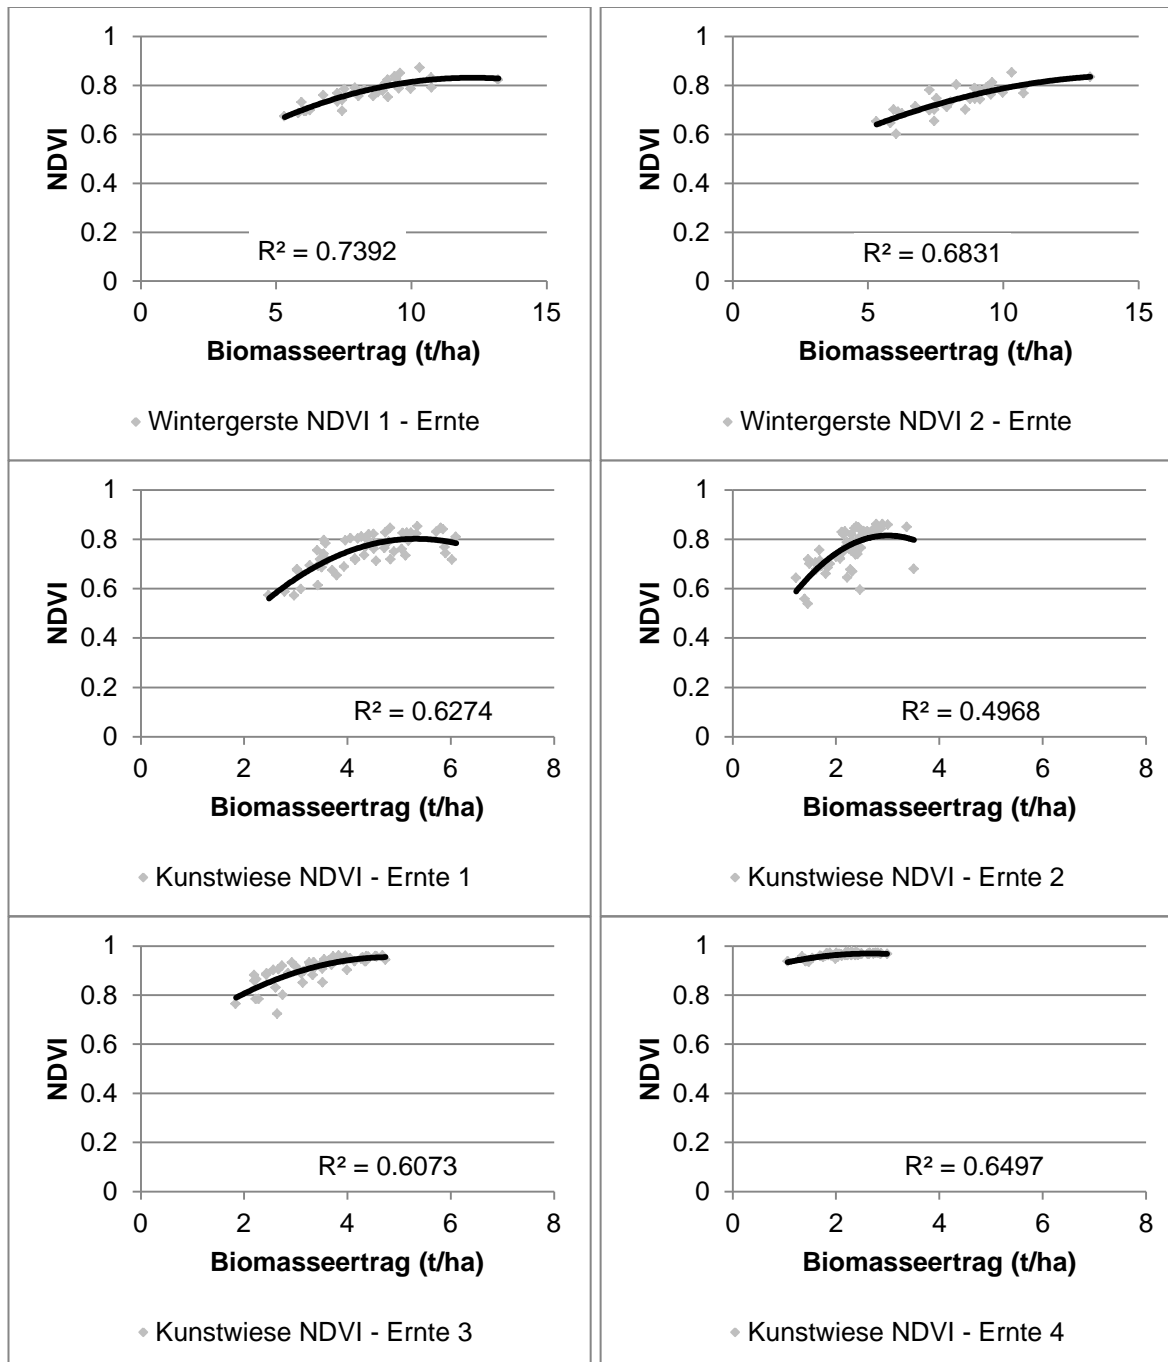 1
0.8
0.6
0.4
0.2
0
NDVI
R² = 0.7392
0 5 10 15
Biomasseertrag (t/ha)
Wintergerste NDVI 1 - Ernte
1
0.8
0.6
0.4
0.2
0
NDVI
R² = 0.6831
0 5 10 15
Biomasseertrag (t/ha)
Wintergerste NDVI 2 - Ernte
1
0.8
0.6
0.4
0.2
0
NDVI
R² = 0.6274
0 2 4 6 8
Biomasseertrag (t/ha)
Kunstwiese NDVI - Ernte 1
1
0.8
0.6
0.4
0.2
0
NDVI
R² = 0.4968
0 2 4 6 8
Biomasseertrag (t/ha)
Kunstwiese NDVI - Ernte 2
1
0.8
0.6
0.4
0.2
0
NDVI
R² = 0.6073
0 2 4 6 8
Biomasseertrag (t/ha)
Kunstwiese NDVI - Ernte 3
1
0.8
0.6
0.4
0.2
0
NDVI
R² = 0.6497
0 2 4 6 8
Biomasseertrag (t/ha)
Kunstwiese NDVI - Ernte 4